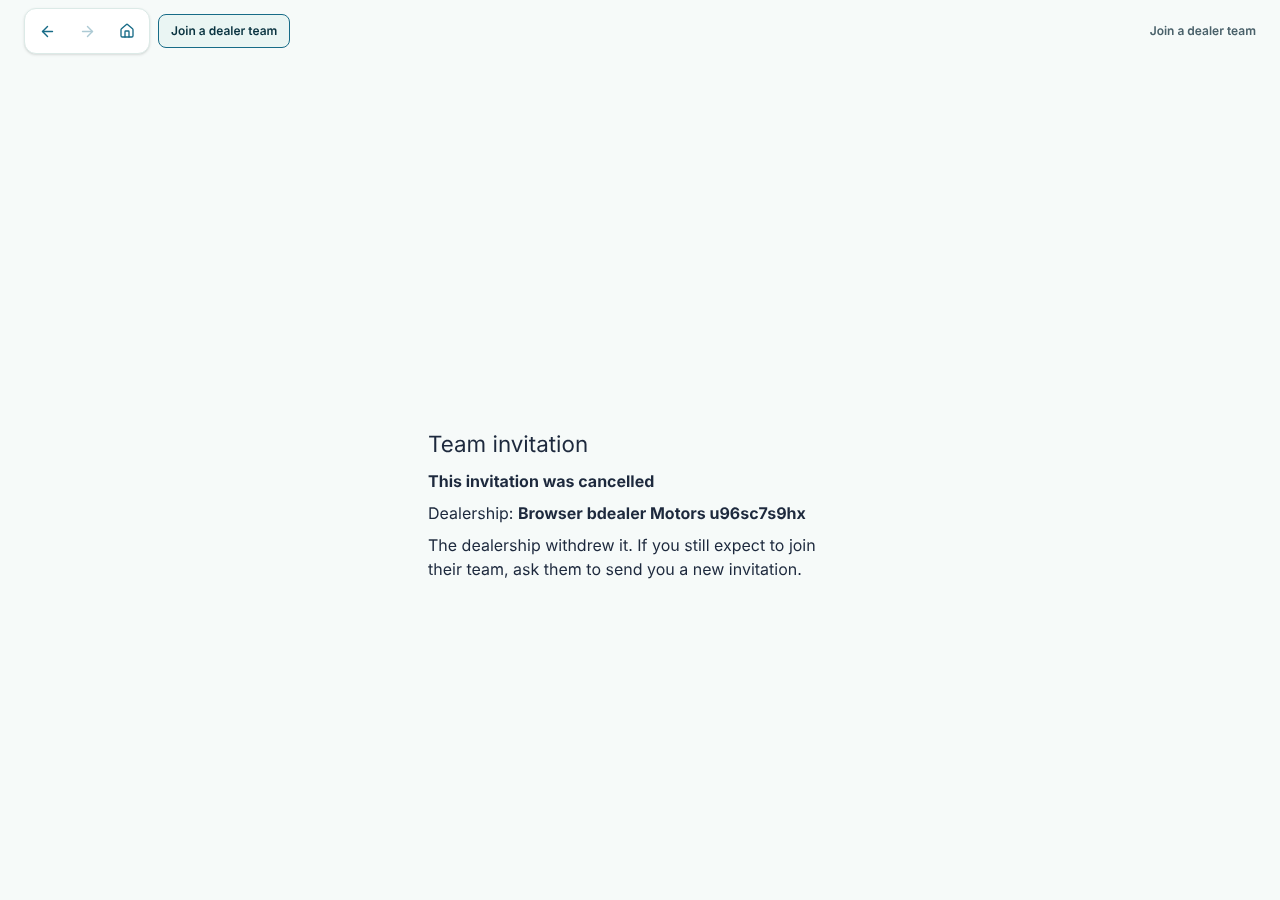 Join a dealer team
Join a dealer team
Team invitation
This invitation was cancelled
Dealership: Browser bdealer Motors u96sc7s9hx
The dealership withdrew it. If you still expect to join
their team, ask them to send you a new invitation.